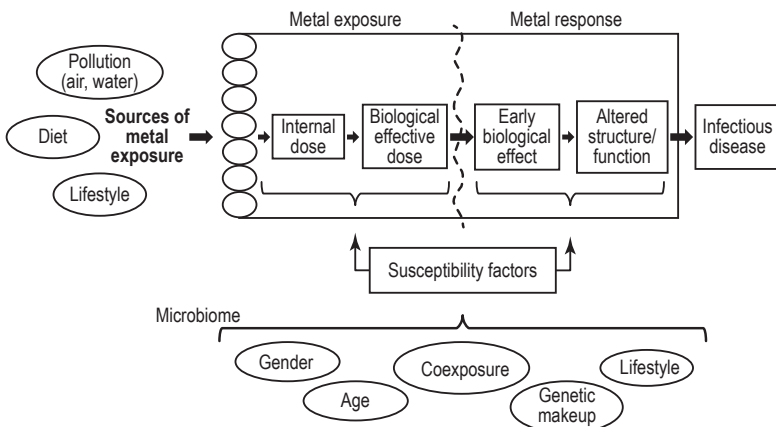 Metal exposure
Metal response
Pollution
(air, water)
Diet
Lifestyle
Sources of
metal
exposure
Internal
dose
Biological
effective
dose
Early
biological
effect
Altered
structure/
function
Infectious
disease
Susceptibility factors
Microbiome
Gender
Age
Coexposure
Genetic
makeup
Lifestyle